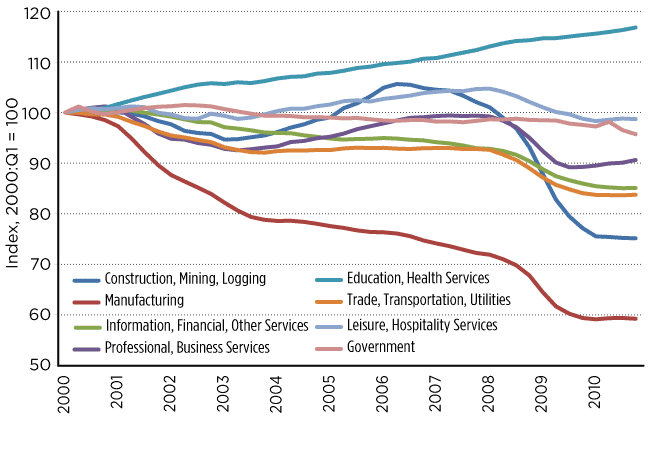 120
110
100
90
80
70
60
50
Index, 2000:Q1 = 100
Construction, Mining, Logging
Manufacturing
Information, Financial, Other Services
Professional, Business Services
Education, Health Services
Trade, Transportation, Utilities
Leisure, Hospitality Services
Government
2000
2001
2002
2003
2004
2005
2006
2007
2008
2009
2010